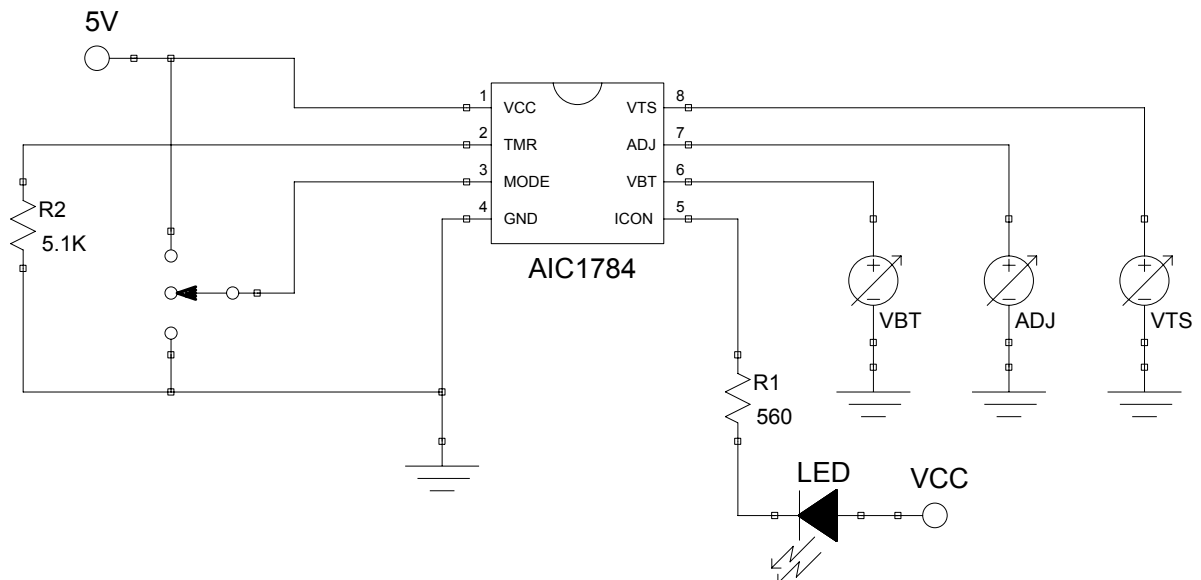 5V
1 VCC VTS 8
2 TMR ADJ 7
3 MODE VBT 6
4 GND ICON 5
AIC1784
R2
5.1K
VBT
ADJ
VTS
R1
560
LED
VCC